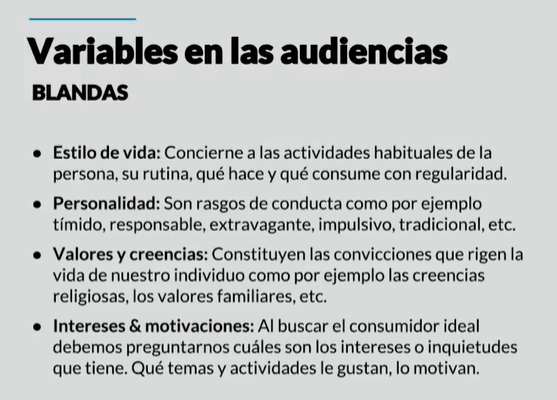 Variables en las audiencias
BLANDAS
● Estilo de vida: Concierne a las actividades habituales de la
persona, su rutina, qué hace y qué consume con regularidad.
● Personalidad: Son rasgos de conducta como por ejemplo
tímido, responsable, extravagante, impulsivo, tradicional, etc.
● Valores y creencias: Constituyen las convicciones que rigen la
vida de nuestro individuo como por ejemplo las creencias
religiosas, los valores familiares, etc.
● Intereses & motivaciones: Al buscar el consumidor ideal
debemos preguntarnos cuáles son los intereses o inquietudes
que tiene. Qué temas y actividades le gustan, lo motivan.